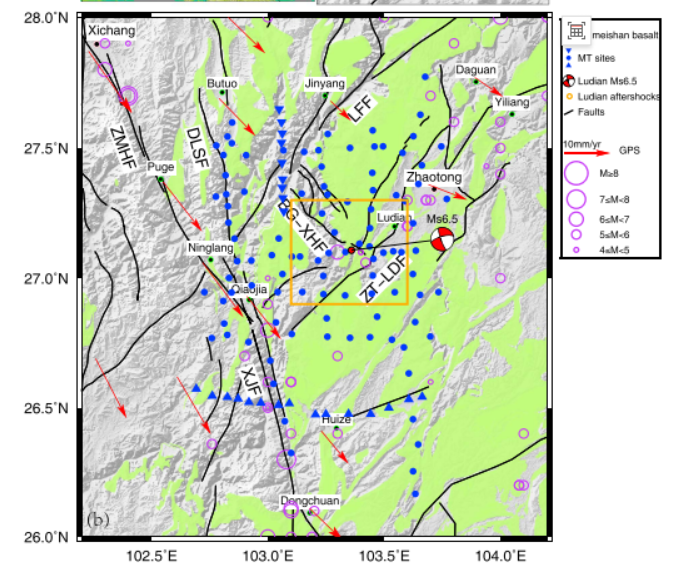 28.0°N
27.5°N
27.0°N
26.5°N
26.0°N
102.5°E
103.0°E
103.5°E
104.0°E
Xichang
Butuo
Jinyang
Daguan
Yiliang
LFF
ZMHF
DLSF
Puge
Zhaotong
BG-XHF
Ludian
Ms6.5
Ninglang
Qiaojia
ZT-LDF
XJF
Huize
Dongchuan
(b)
meishan basalt
MT sites
Ludian Ms6.5
Ludian aftershocks
Faults
10mm/yr
GPS
M≥8
7≤M<8
6≤M<7
5≤M<6
4≤M<5